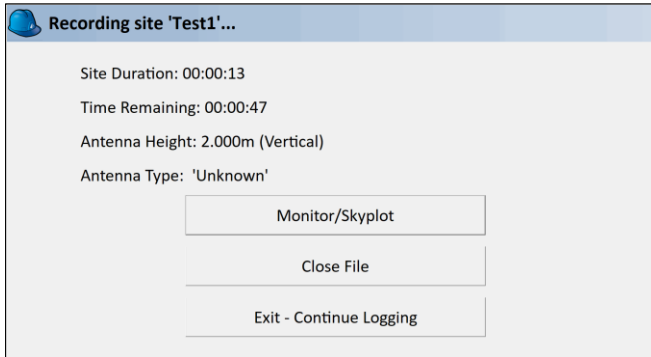 Recording site 'Test1'...
Site Duration: 00:00:13
Time Remaining: 00:00:47
Antenna Height: 2.000m (Vertical)
Antenna Type:  'Unknown'
Monitor/Skyplot
Close File
Exit - Continue Logging